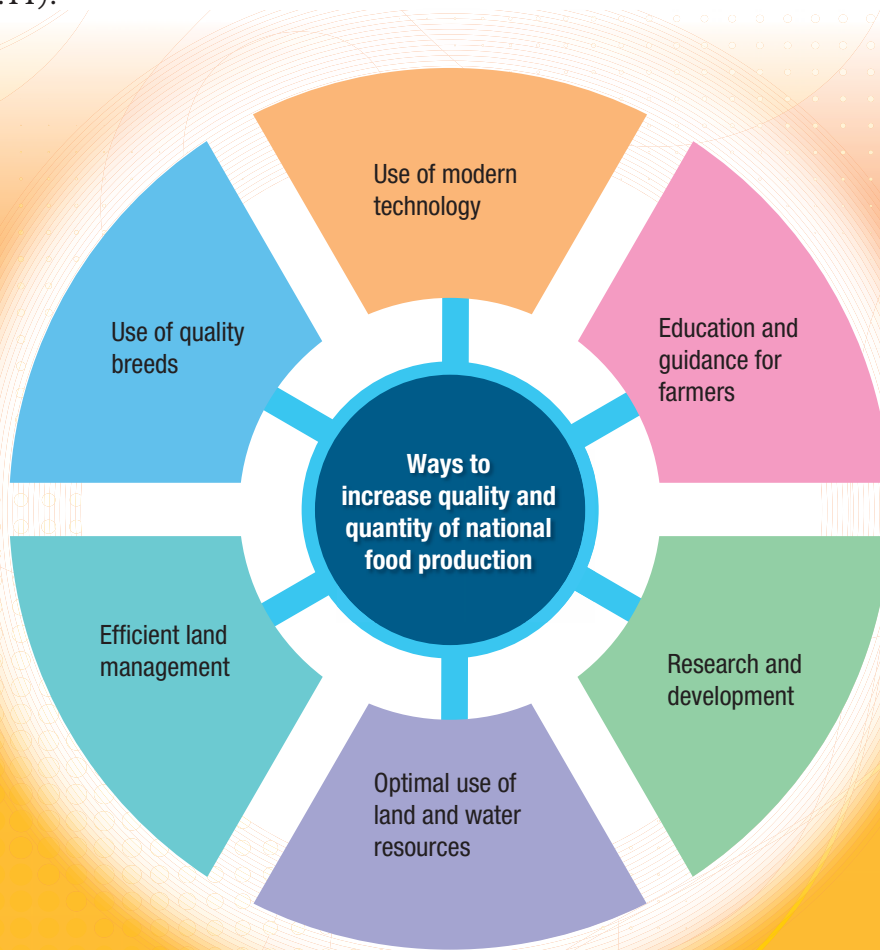 Use of modern
technology
Education and
guidance for
farmers
Research and
development
Optimal use of
land and water
resources
Efficient land
management
Use of quality
breeds
Ways to
increase quality and
quantity of national
food production